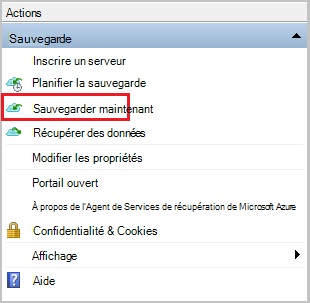 Actions
Sauvegarde
Inscrire un serveur
Planifier la sauvegarde
Sauvegarder maintenant
Récupérer des données
Modifier les propriétés
Portail ouvert
À propos de l'Agent de Services de récupération de Microsoft Azure
Confidentialité & Cookies
Affichage
Aide